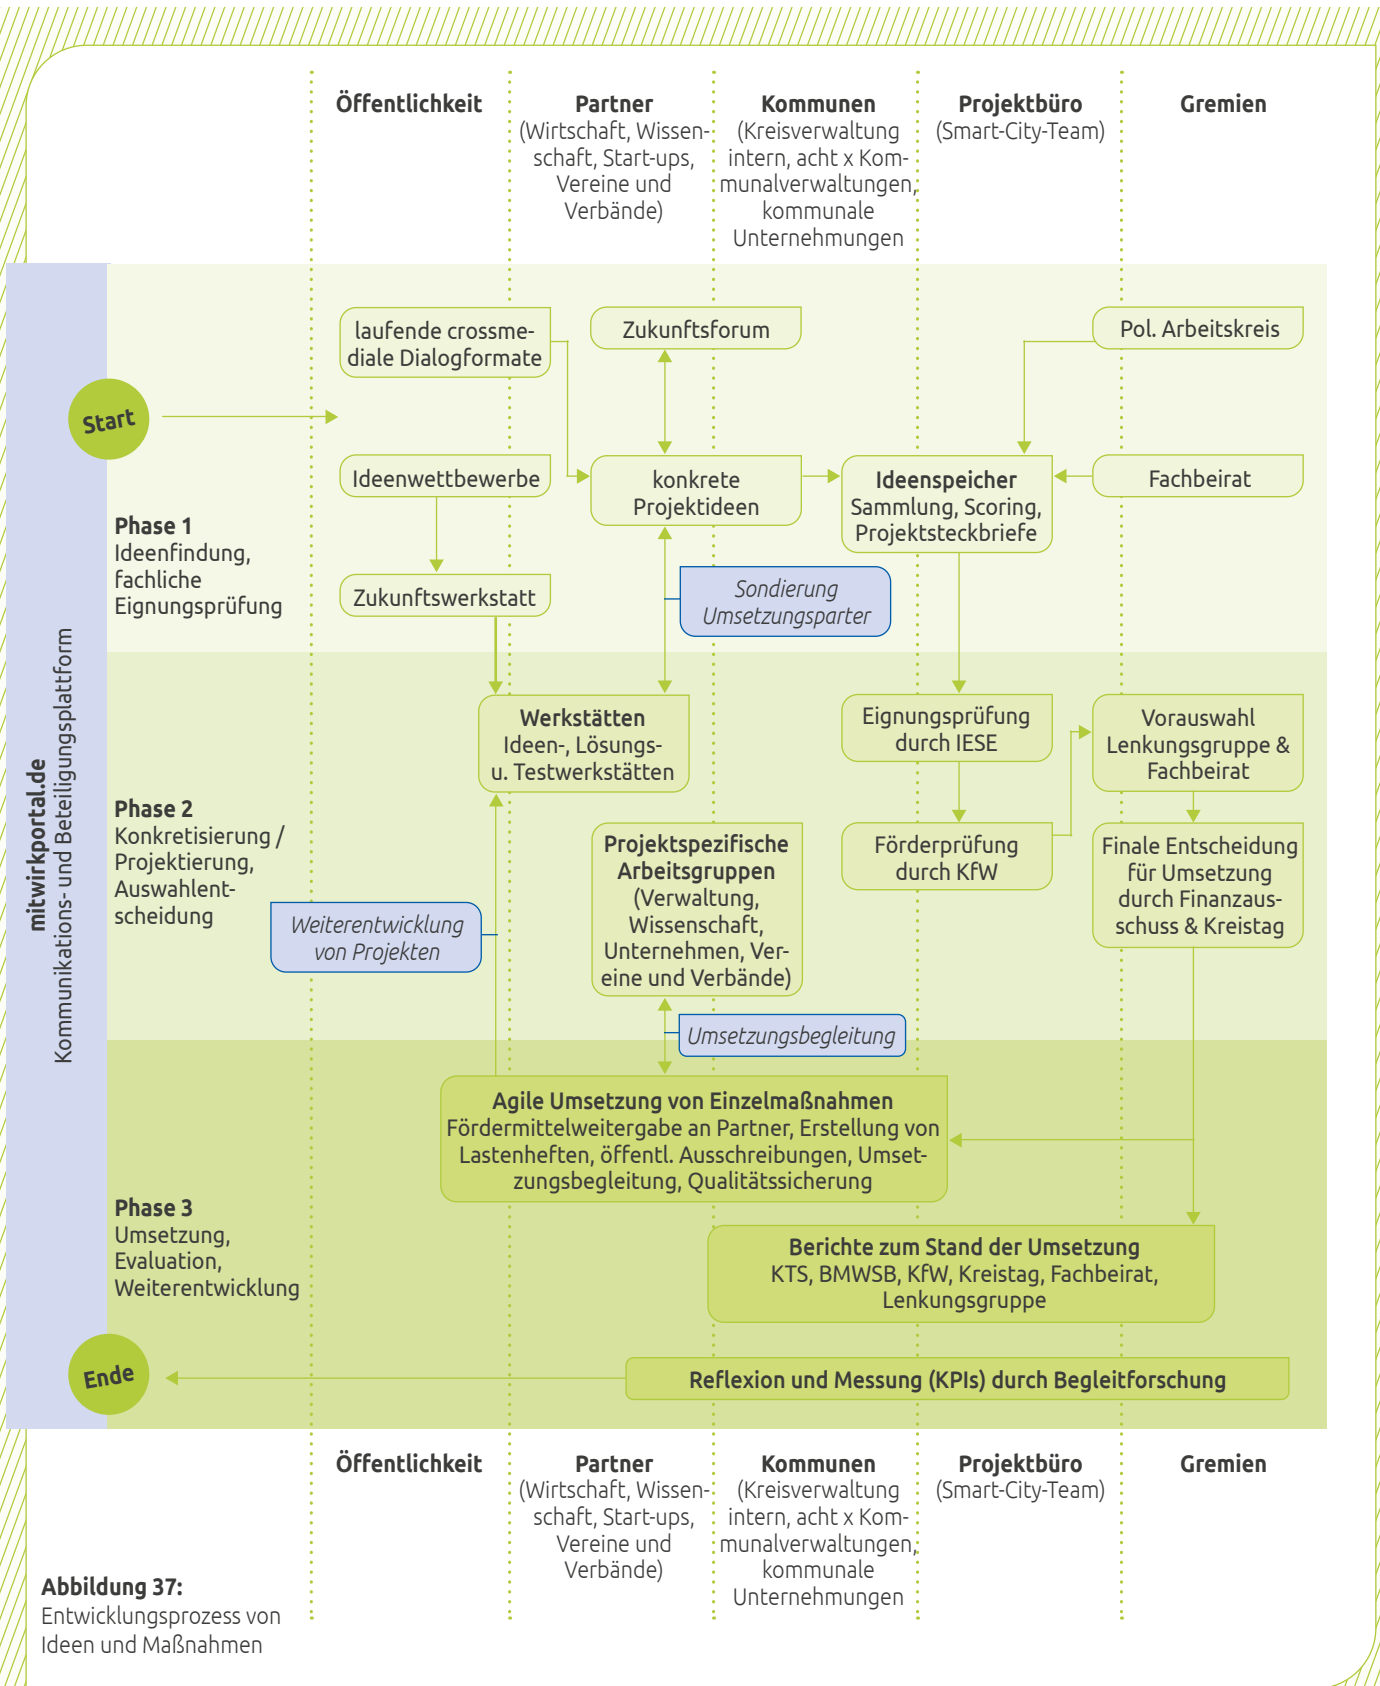 Öffentlichkeit
Partner
(Wirtschaft, Wissen-
schaft, Start-ups,
Vereine und
Verbände)
Kommunen
(Kreisverwaltung
intern, acht x Kom-
munalverwaltungen,
kommunale
Unternehmungen
Projektbüro
(Smart-City-Team)
Gremien
mitwirkportal.de
Kommunikations- und Beteiligungsplattform
Start
Phase 1
Ideenfindung,
fachliche
Eignungsprüfung
laufende crossme-
diale Dialogformate
Zukunftsforum
Pol. Arbeitskreis
Ideenwettbewerbe
konkrete
Projektideen
Ideenspeicher
Sammlung, Scoring,
Projektsteckbriefe
Fachbeirat
Zukunftswerkstatt
Sondierung
Umsetzungsparter
Phase 2
Konkretisierung /
Projektierung,
Auswahlent-
scheidung
Werkstätten
Ideen-, Lösungs-
u. Testwerkstätten
Eignungsprüfung
durch IESE
Vorauswahl
Lenkungsgruppe &
Fachbeirat
Projektspezifische
Arbeitsgruppen
(Verwaltung,
Wissenschaft,
Unternehmen, Ver-
eine und Verbände)
Förderprüfung
durch KfW
Finale Entscheidung
für Umsetzung
durch Finanzaus-
schuss & Kreistag
Weiterentwicklung
von Projekten
Umsetzungsbegleitung
Phase 3
Umsetzung,
Evaluation,
Weiterentwicklung
Agile Umsetzung von Einzelmaßnahmen
Fördermittelweitergabe an Partner, Erstellung von
Lastenheften, öffentl. Ausschreibungen, Umset-
zungsbegleitung, Qualitätssicherung
Berichte zum Stand der Umsetzung
KTS, BMWSB, KfW, Kreistag, Fachbeirat,
Lenkungsgruppe
Ende
Reflexion und Messung (KPIs) durch Begleitforschung
Öffentlichkeit
Partner
(Wirtschaft, Wissen-
schaft, Start-ups,
Vereine und
Verbände)
Kommunen
(Kreisverwaltung
intern, acht x Kom-
munalverwaltungen,
kommunale
Unternehmungen
Projektbüro
(Smart-City-Team)
Gremien
Abbildung 37:
Entwicklungsprozess von
Ideen und Maßnahmen